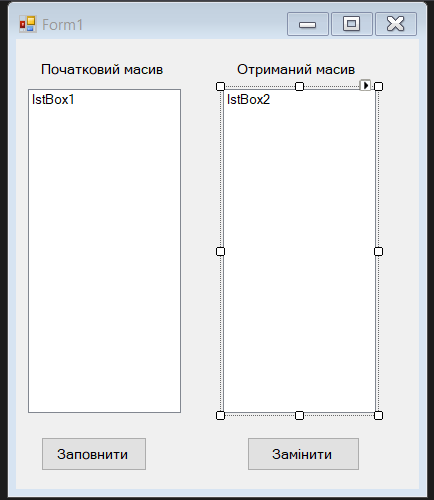 Form1
Початковий масив
Отриманий масив
lstBox1
lstBox2
Заповнити
Замінити